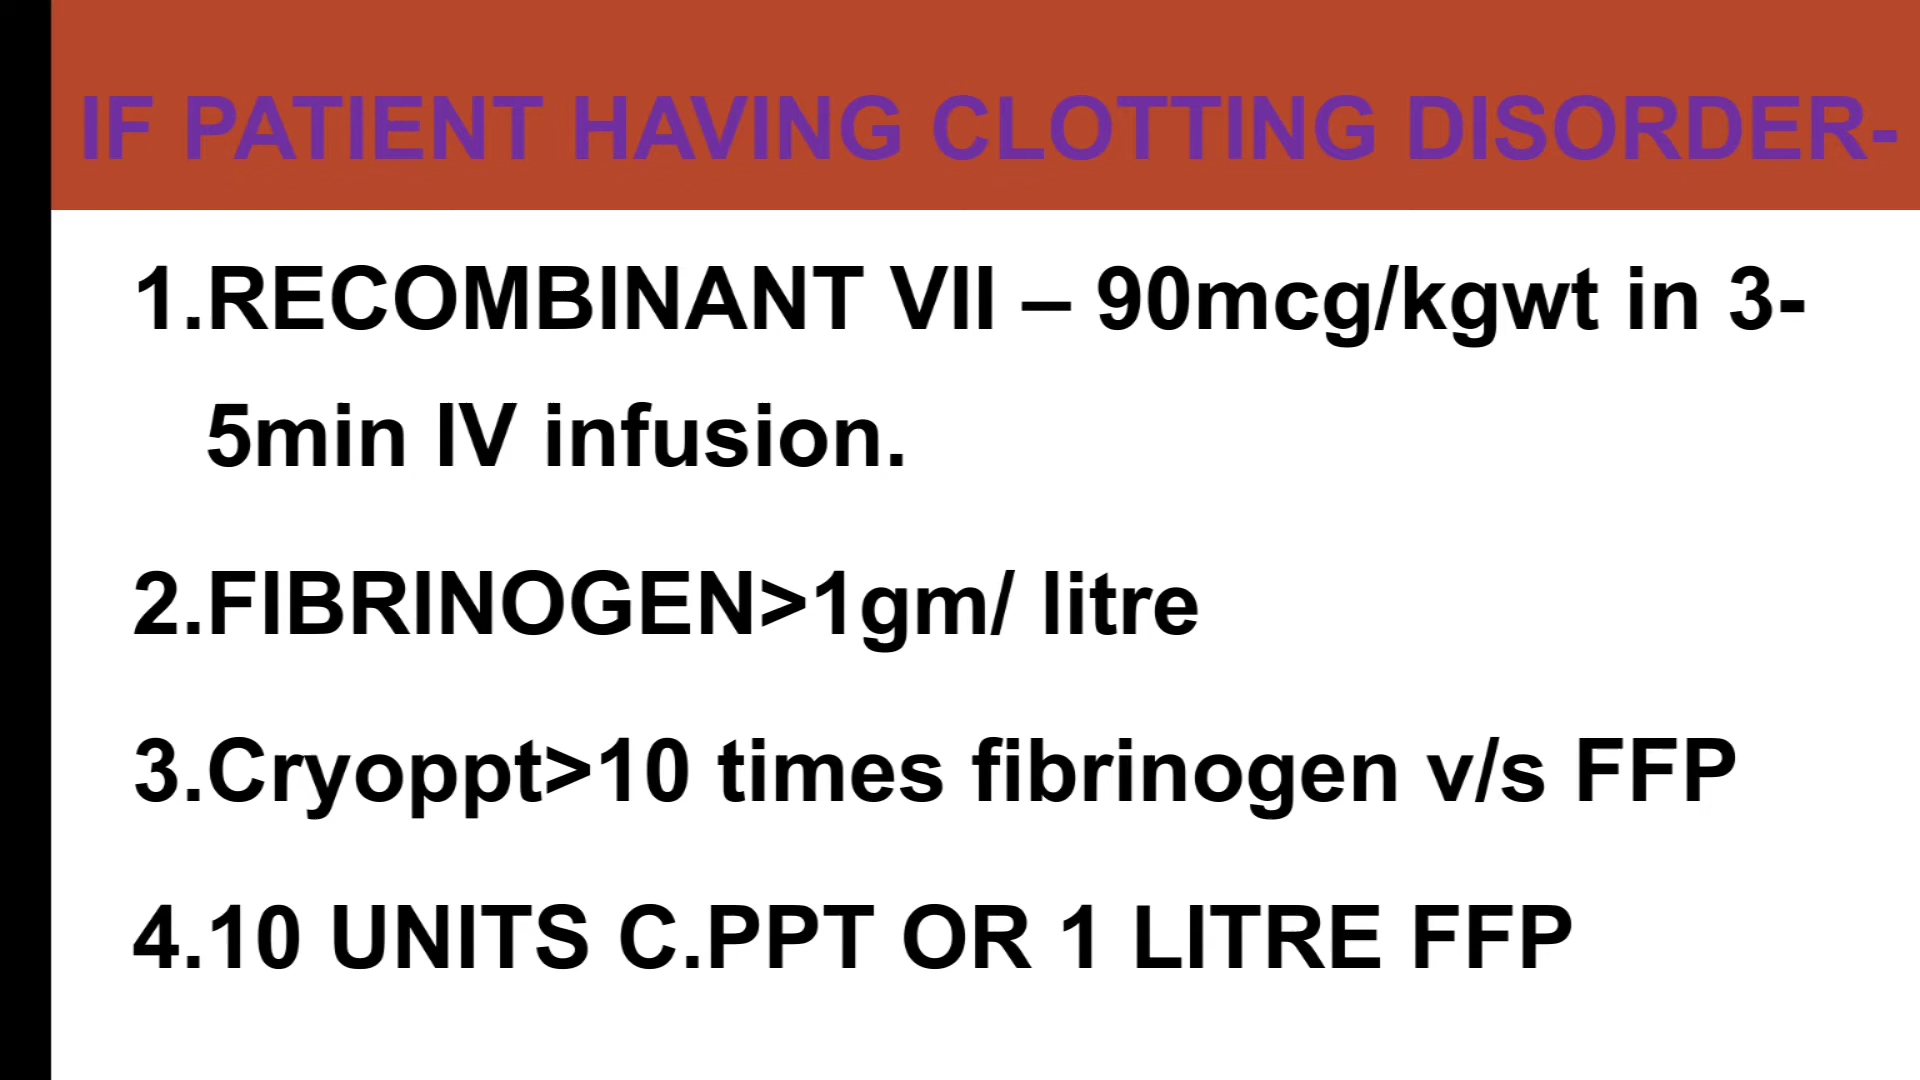 IF PATIENT HAVING CLOTTING DISORDER-
1.RECOMBINANT VII – 90mcg/kgwt in 3-
5min IV infusion.
2.FIBRINOGEN>1gm/ litre
3.Cryoppt>10 times fibrinogen v/s FFP
4.10 UNITS C.PPT OR 1 LITRE FFP